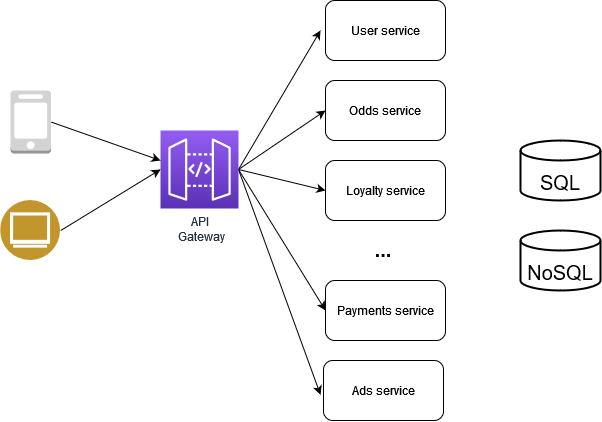 User service
Odds service
Loyalty service
API
Gateway
...
Payments service
Ads service
SQL
NoSQL